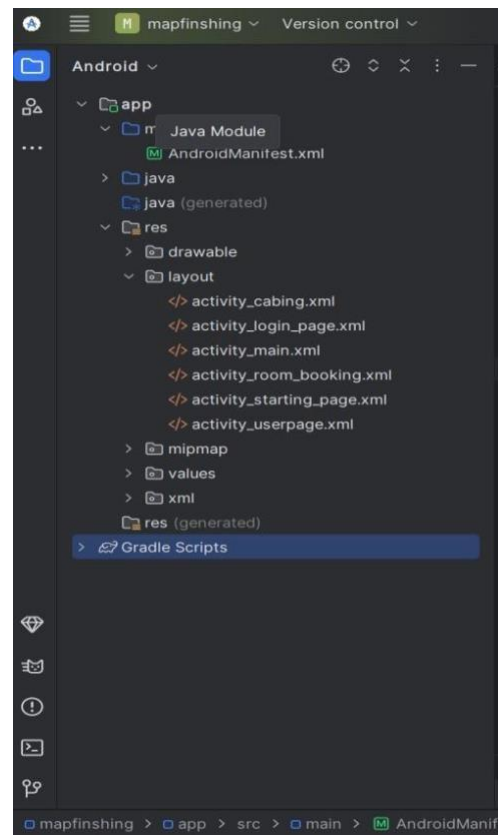 M mapfinshing Version control
Android
app
m
Java Module
AndroidManifest.xml
java
java (generated)
res
drawable
layout
activity_cabing.xml
activity_login_page.xml
activity_main.xml
activity_room_booking.xml
activity_starting_page.xml
activity_userpage.xml
mipmap
values
xml
res (generated)
Gradle Scripts
mapfinshing > app > src > main > AndroidManif